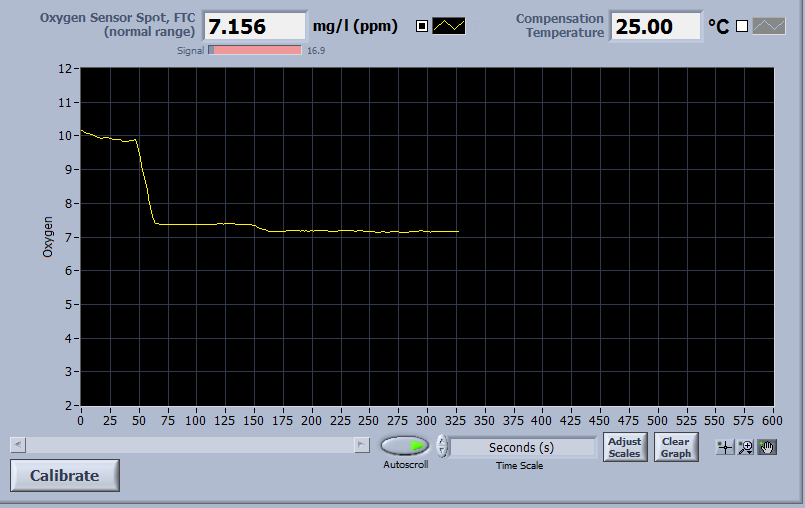 Oxygen Sensor Spot, FTC
(normal range)
7.156
mg/l (ppm)
Compensation
Temperature
25.00
°C
Signal
16.9
12
11
10
9
8
7
6
5
4
3
2
Oxygen
0 25 50 75 100 125 150 175 200 225 250 275 300 325 350 375 400 425 450 475 500 525 550 575 600
Autoscroll
Seconds (s)
Time Scale
Adjust
Scales
Clear
Graph
Calibrate